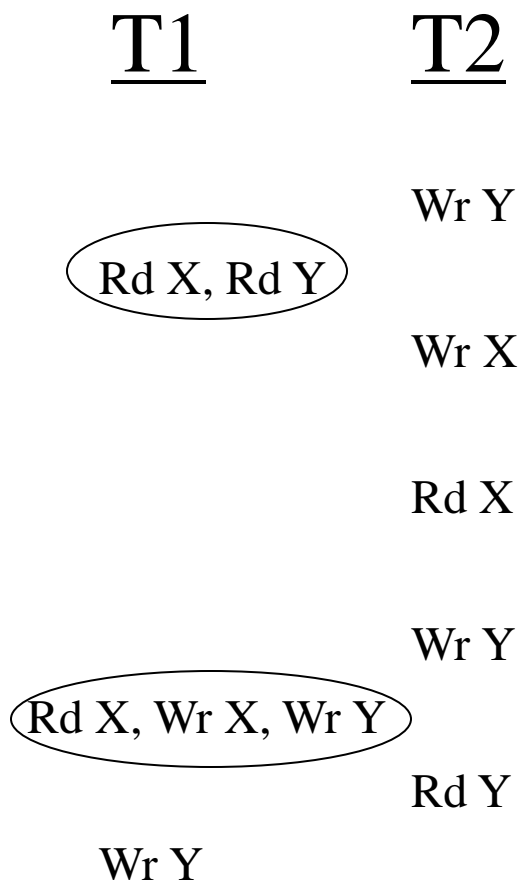 T1 T2
Wr Y
Rd X, Rd Y
Wr X
Rd X
Wr Y
Rd X, Wr X, Wr Y
Rd Y
Wr Y